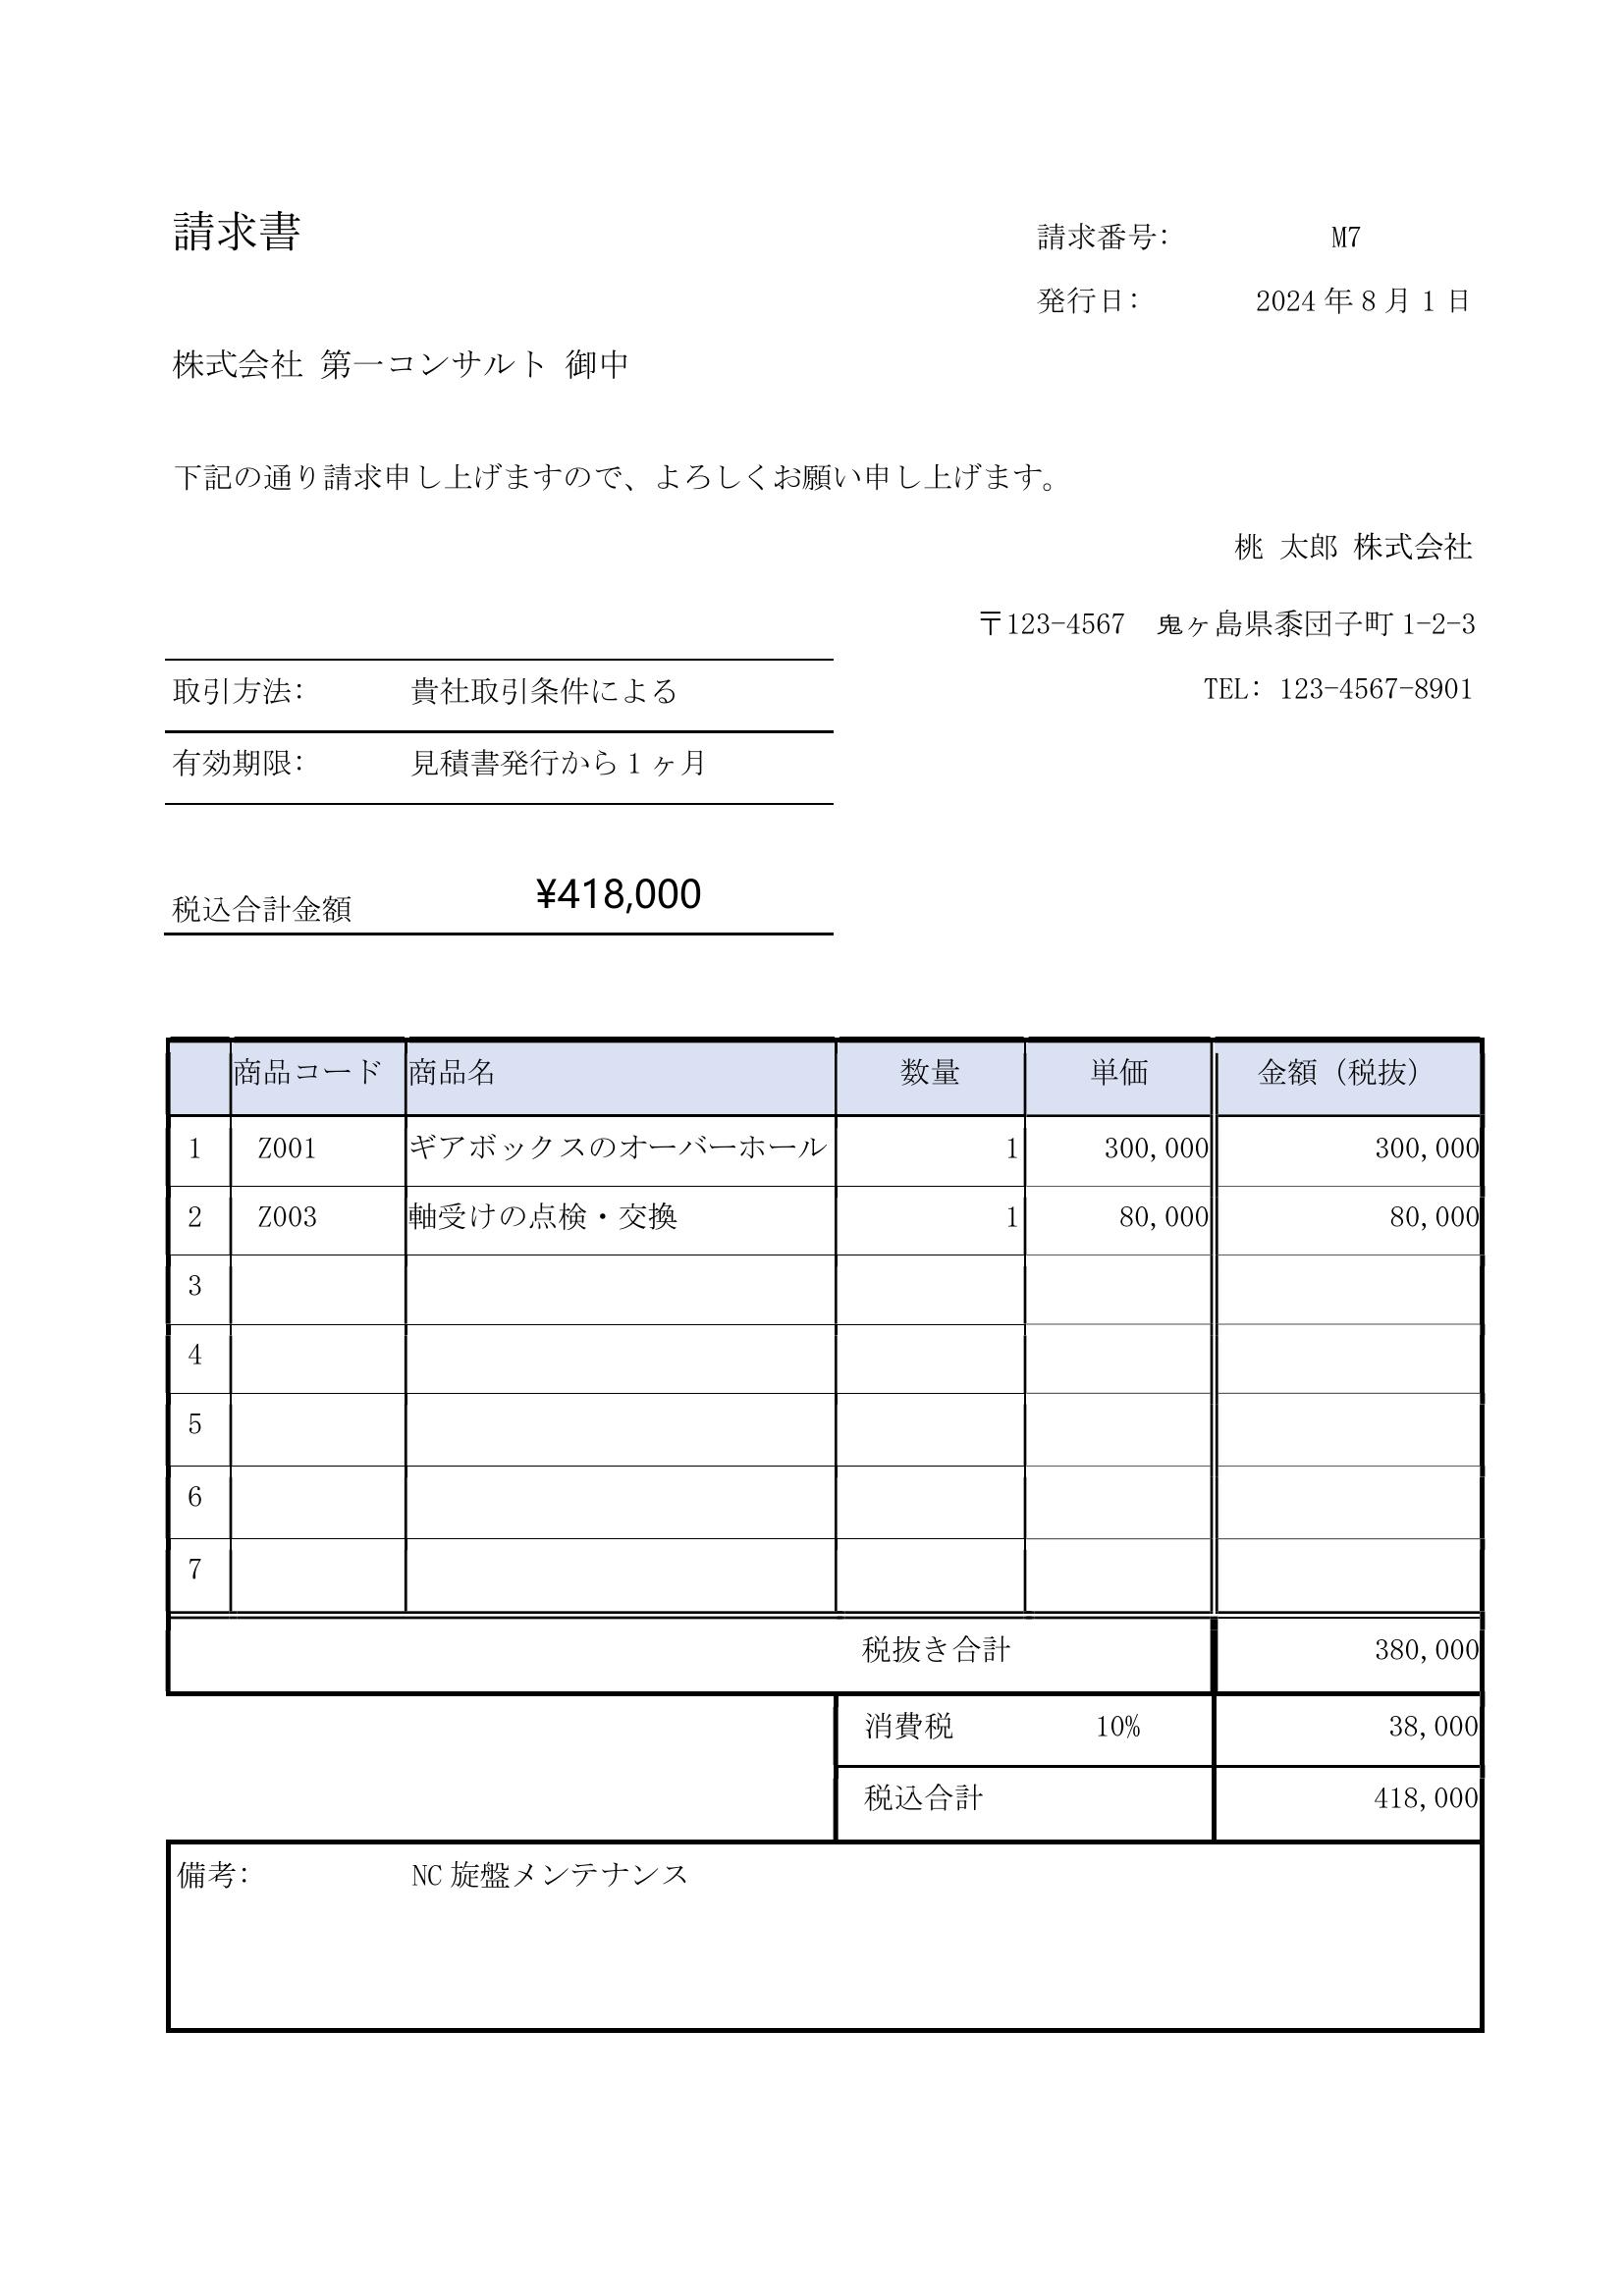 請求書
請求番号: M7
発行日: 2024年8月1日
株式会社 第一コンサルト 御中
下記の通り請求申し上げますので、よろしくお願い申し上げます。
桃 太郎 株式会社
〒123-4567　鬼ヶ島県黍団子町1-2-3
取引方法: 貴社取引条件による
TEL: 123-4567-8901
有効期限: 見積書発行から1ヶ月
税込合計金額 ¥418,000
商品コード 商品名 数量 単価 金額（税抜）
1 Z001 ギアボックスのオーバーホール 1 300,000 300,000
2 Z003 軸受けの点検・交換 1 80,000 80,000
3
4
5
6
7
税抜き合計 380,000
消費税 10% 38,000
税込合計 418,000
備考: NC旋盤メンテナンス